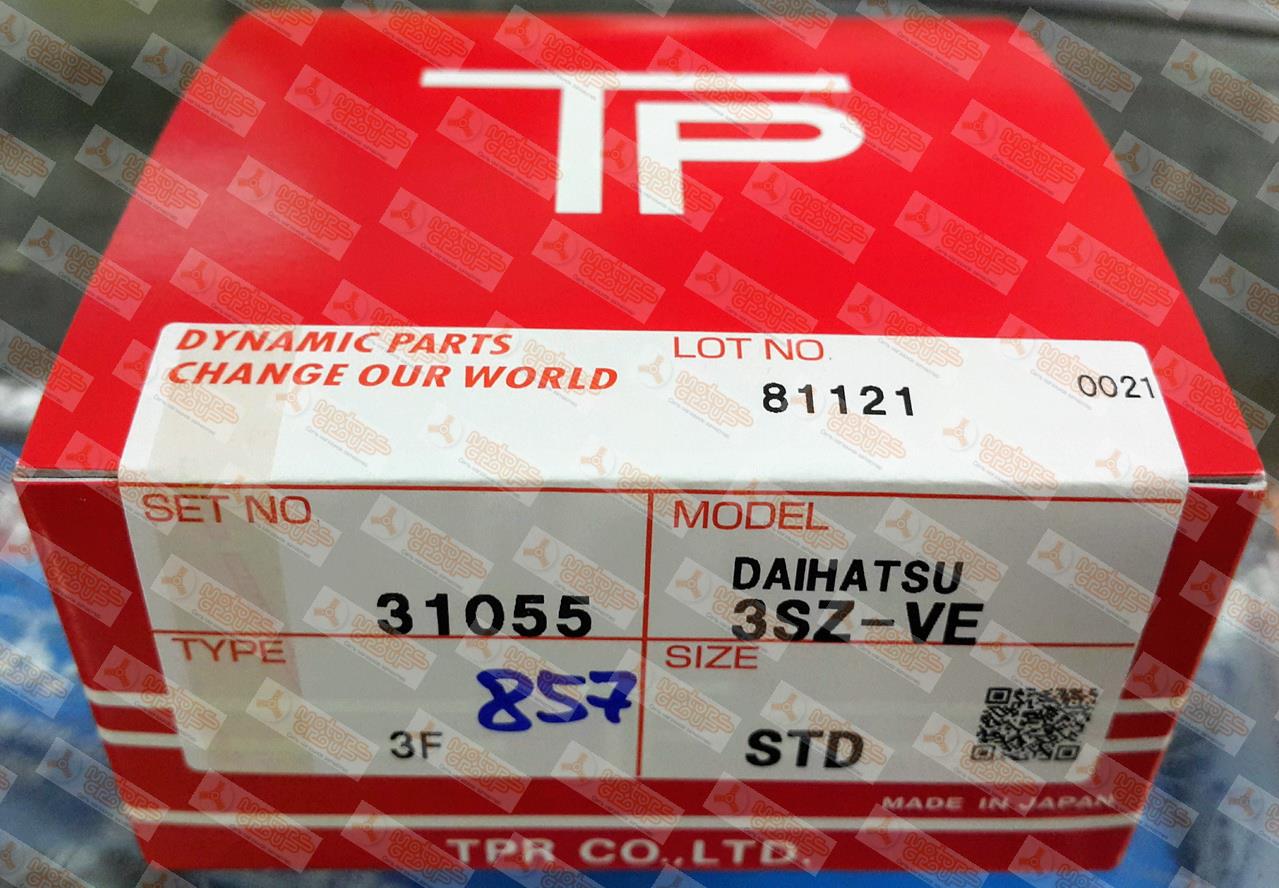 TP
DYNAMIC PARTS
CHANGE OUR WORLD
LOT NO.
81121
0021
SET NO.
31055
MODEL
DAIHATSU
3SZ-VE
TYPE
3F
857
SIZE
STD
MADE IN JAPAN
TPR CO.,LTD.